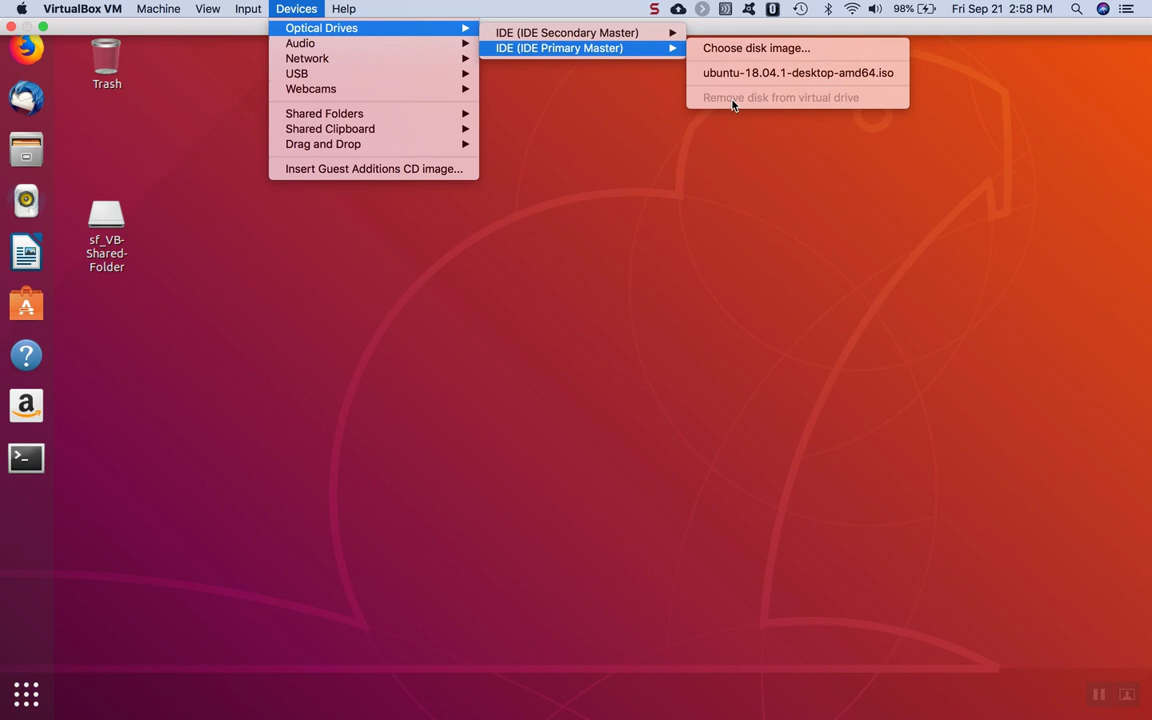 VirtualBox VM Machine View Input Devices Help 98% Fri Sep 21 2:58 PM
Optical Drives
Audio
Network
USB
Webcams
Shared Folders
Shared Clipboard
Drag and Drop
Insert Guest Additions CD image...
IDE (IDE Secondary Master)
IDE (IDE Primary Master)
Choose disk image...
ubuntu-18.04.1-desktop-amd64.iso
Remove disk from virtual drive
Trash
sf_VB-
Shared-
Folder